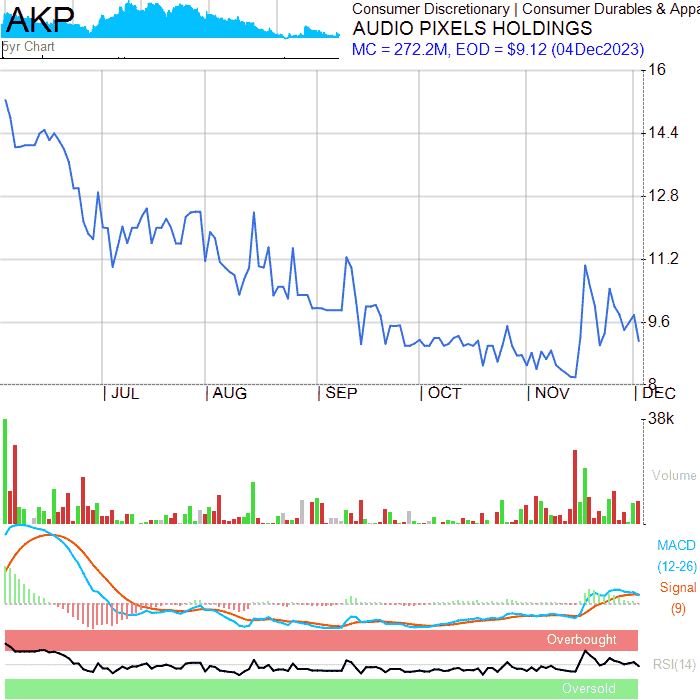 AKP
5yr Chart
Consumer Discretionary | Consumer Durables & Appa
AUDIO PIXELS HOLDINGS
MC = 272.2M, EOD = $9.12 (04Dec2023)
16
14.4
12.8
11.2
9.6
8
JUL AUG SEP OCT NOV DEC
38k
Volume
MACD
(12-26)
Signal
(9)
Overbought
RSI(14)
Oversold